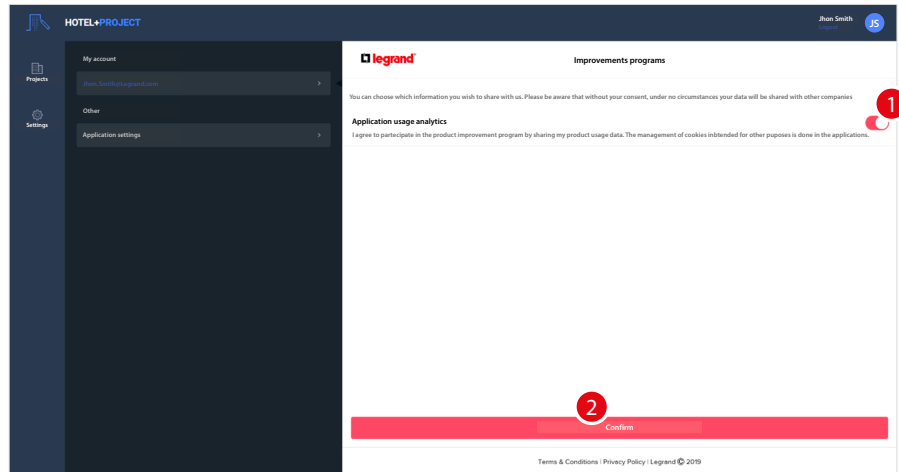 HOTEL+PROJECT
Jhon Smith
Logout
JS
Projects
Settings
My account
Jhon Smith@Legrand.com
Other
Application settings
legrand
Improvements programs
You can choose which information you wish to share with us. Please be aware that without your consent, under no circumstances your data will be shared with other companies
1
Application usage analytics
I agree to partecipate in the product improvement program by sharing my product usage data. The management of cookies inbtended for other puposes is done in the applications.
2
Confirm
Terms & Conditions | Privacy Policy | Legrand © 2019